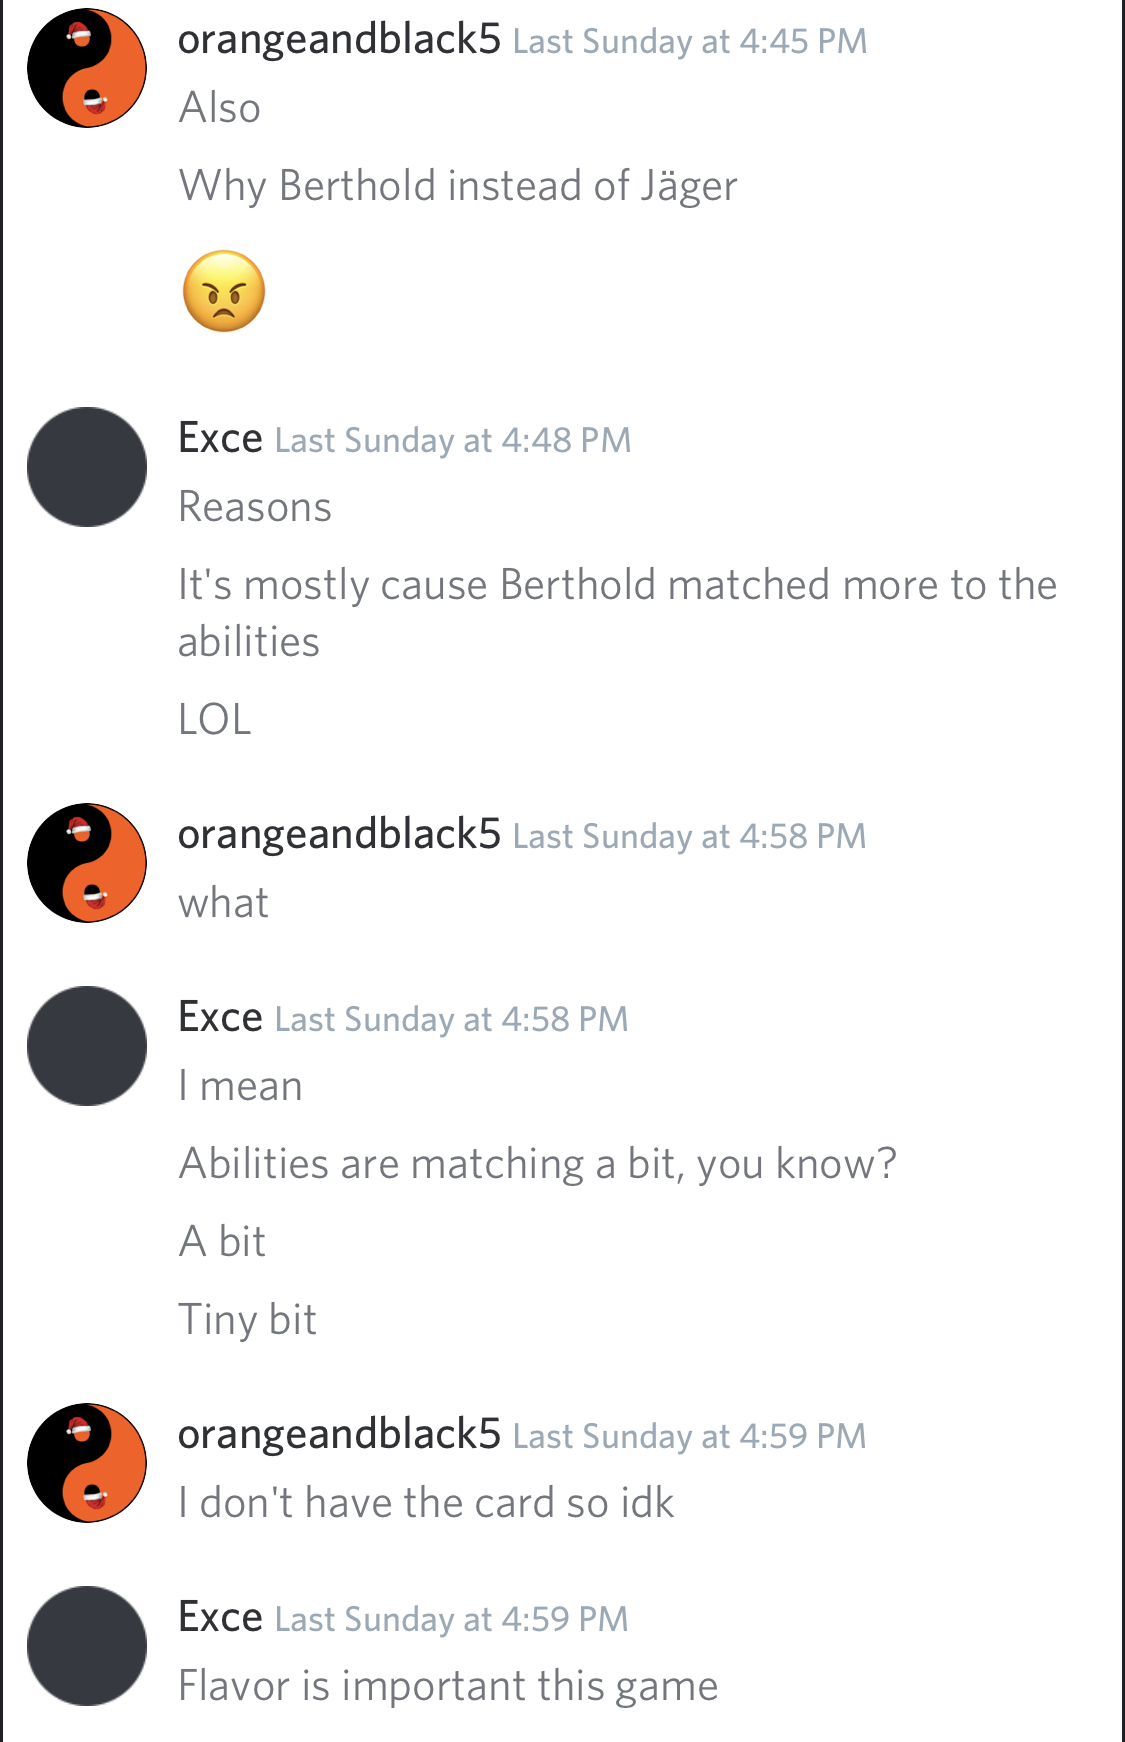 orangeandblack5 Last Sunday at 4:45 PM
Also
Why Berthold instead of Jäger
Exce Last Sunday at 4:48 PM
Reasons
It's mostly cause Berthold matched more to the
abilities
LOL
orangeandblack5 Last Sunday at 4:58 PM
what
Exce Last Sunday at 4:58 PM
I mean
Abilities are matching a bit, you know?
A bit
Tiny bit
orangeandblack5 Last Sunday at 4:59 PM
I don't have the card so idk
Exce Last Sunday at 4:59 PM
Flavor is important this game